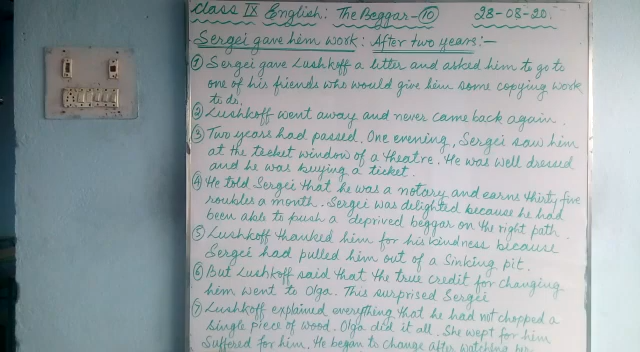 Class IX English: The Beggar - 10 28-08-20.
Sergei gave him work: After two years:-
① Sergei gave Lushkoff a letter and asked him to go to
one of his friends who would give him some copying work
to do.
② Lushkoff went away and never came back again.
③ Two years had passed. One evening, Sergei saw him
at the ticket window of a theatre. He was well dressed
and he was buying a ticket.
④ He told Sergei that he was a notary and earns thirty five
roubles a month. Sergei was delighted because he had
been able to push a deprived beggar on the right path.
⑤ Lushkoff thanked him for his kindness because
Sergei had pulled him out of a sinking pit.
⑥ But Lushkoff said that the true credit for changing
him went to Olga. This surprised Sergei
⑦ Lushkoff explained everything that he had not chopped a
single piece of wood. Olga did it all. She wept for him
suffered for him. He began to change after watching her